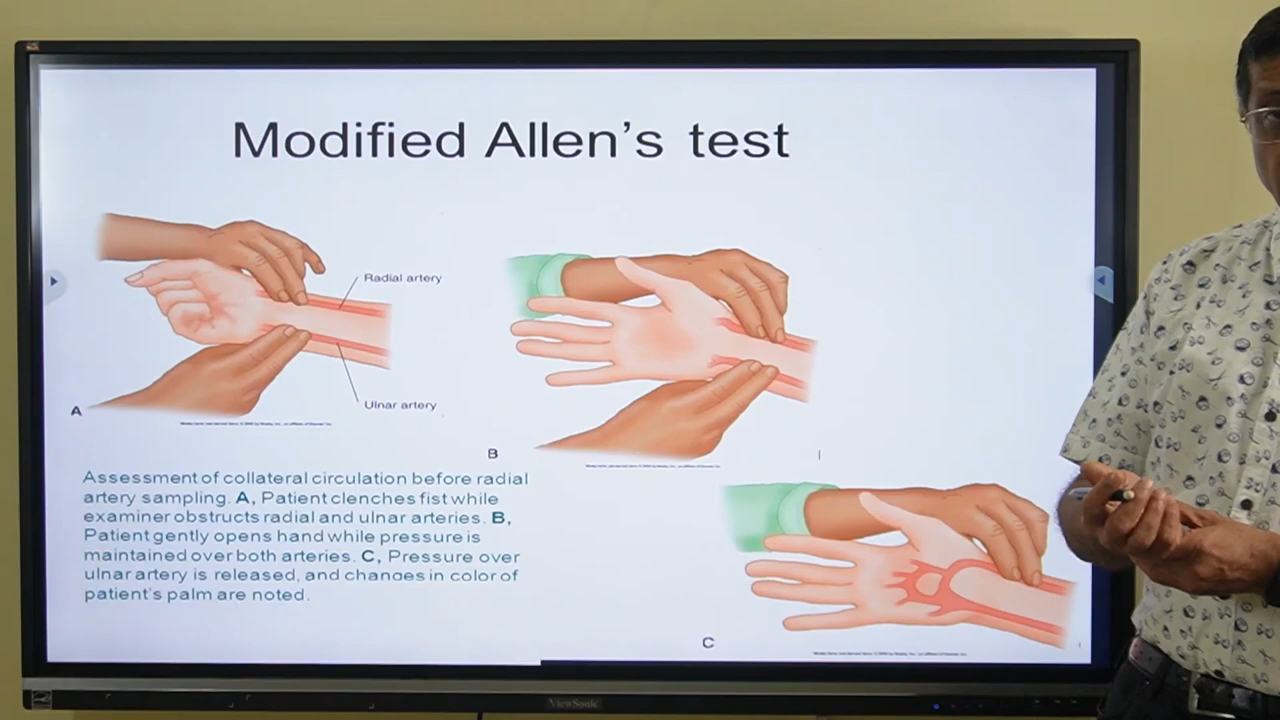 Modified Allen's test
Radial artery
Ulnar artery
A
B
Assessment of collateral circulation before radial
artery sampling. A, Patient clenches fist while
examiner obstructs radial and ulnar arteries. B,
Patient gently opens hand while pressure is
maintained over both arteries. C, Pressure over
ulnar artery is released, and changes in color of
patient's palm are noted.
C
ViewSonic